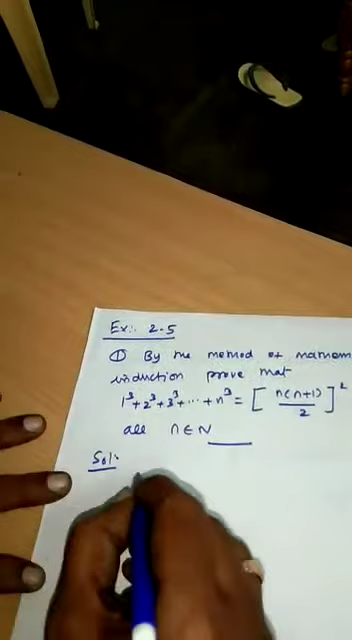 Ex:. 2.5
① By the method of mathem
induction prove that
1³+2³+3³+...+n³ = [n(n+1)/2]²
all n∈N
Sol:.